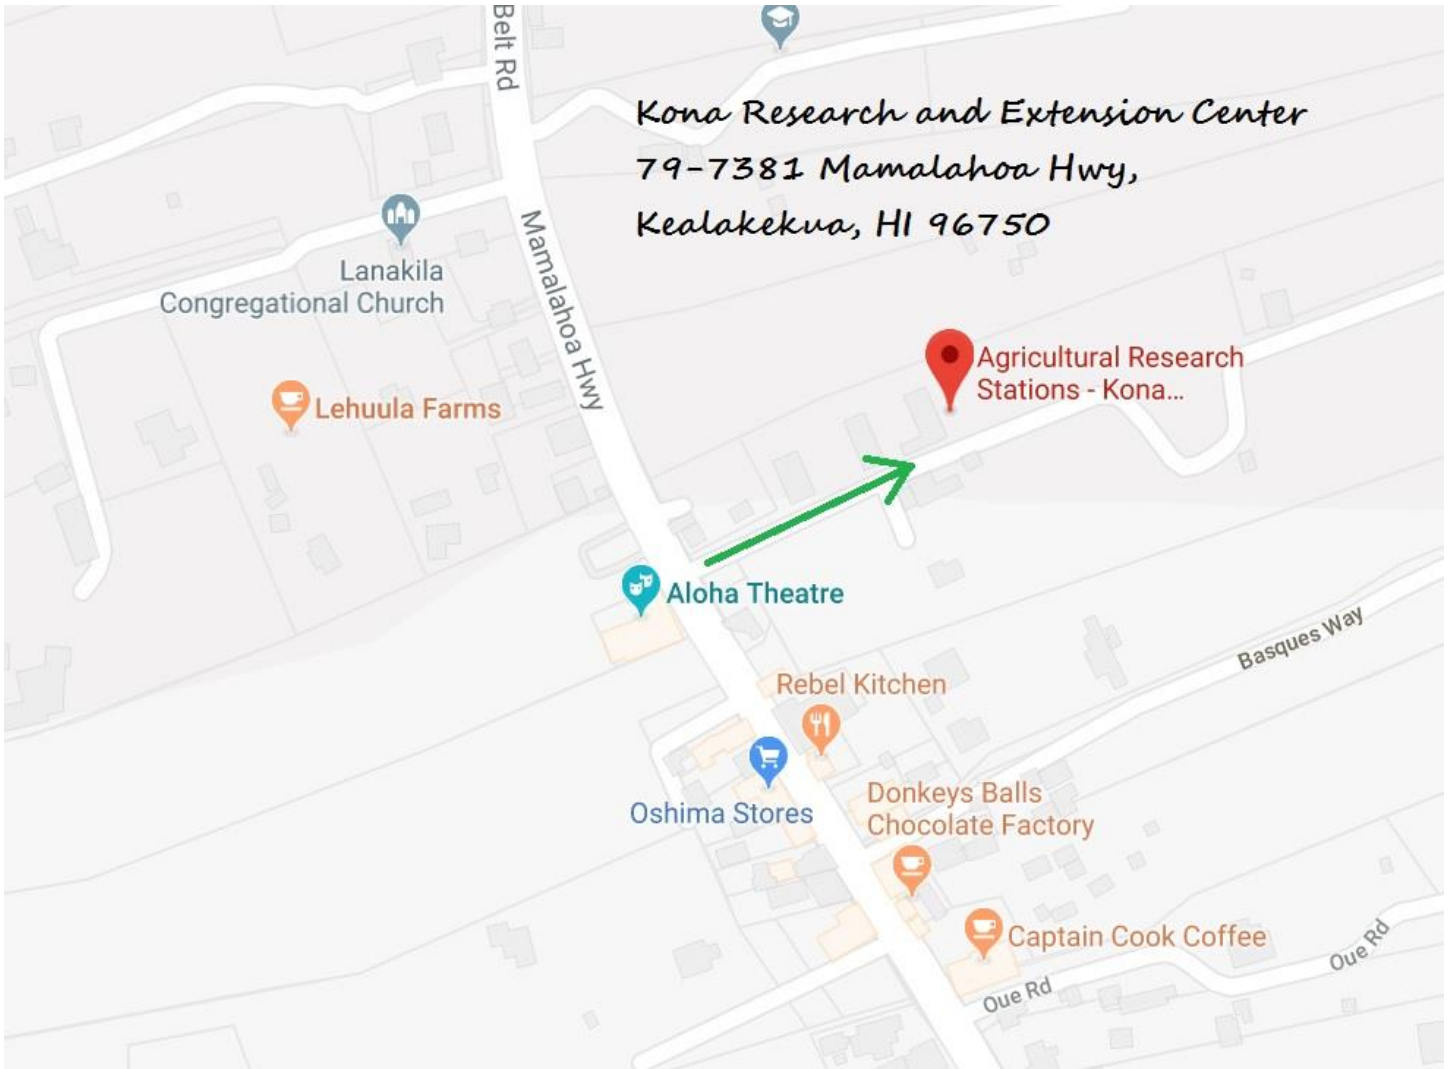 Belt Rd
Kona Research and Extension Center
79-7381 Mamalahoa Hwy,
Kealakekua, HI 96750
Mamalahoa Hwy
Lanakila
Congregational Church
Agricultural Research
Stations - Kona...
Lehuula Farms
Aloha Theatre
Basques Way
Rebel Kitchen
Oshima Stores
Donkeys Balls
Chocolate Factory
Captain Cook Coffee
Oue Rd
Oue Rd